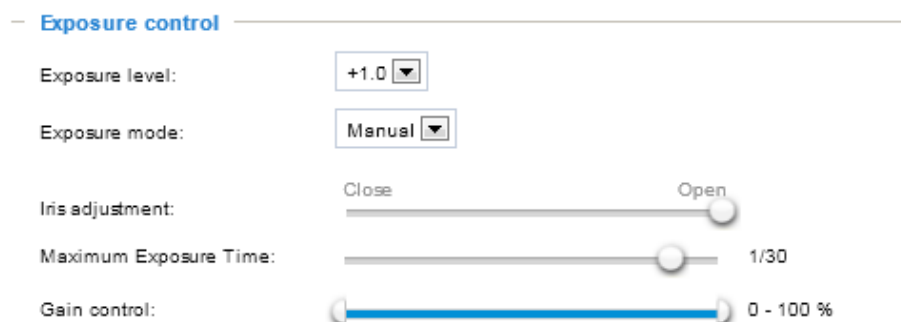 Exposure control
Exposure level: +1.0
Exposure mode: Manual
Close Open
Iris adjustment:
Maximum Exposure Time: 1/30
Gain control: 0 - 100 %